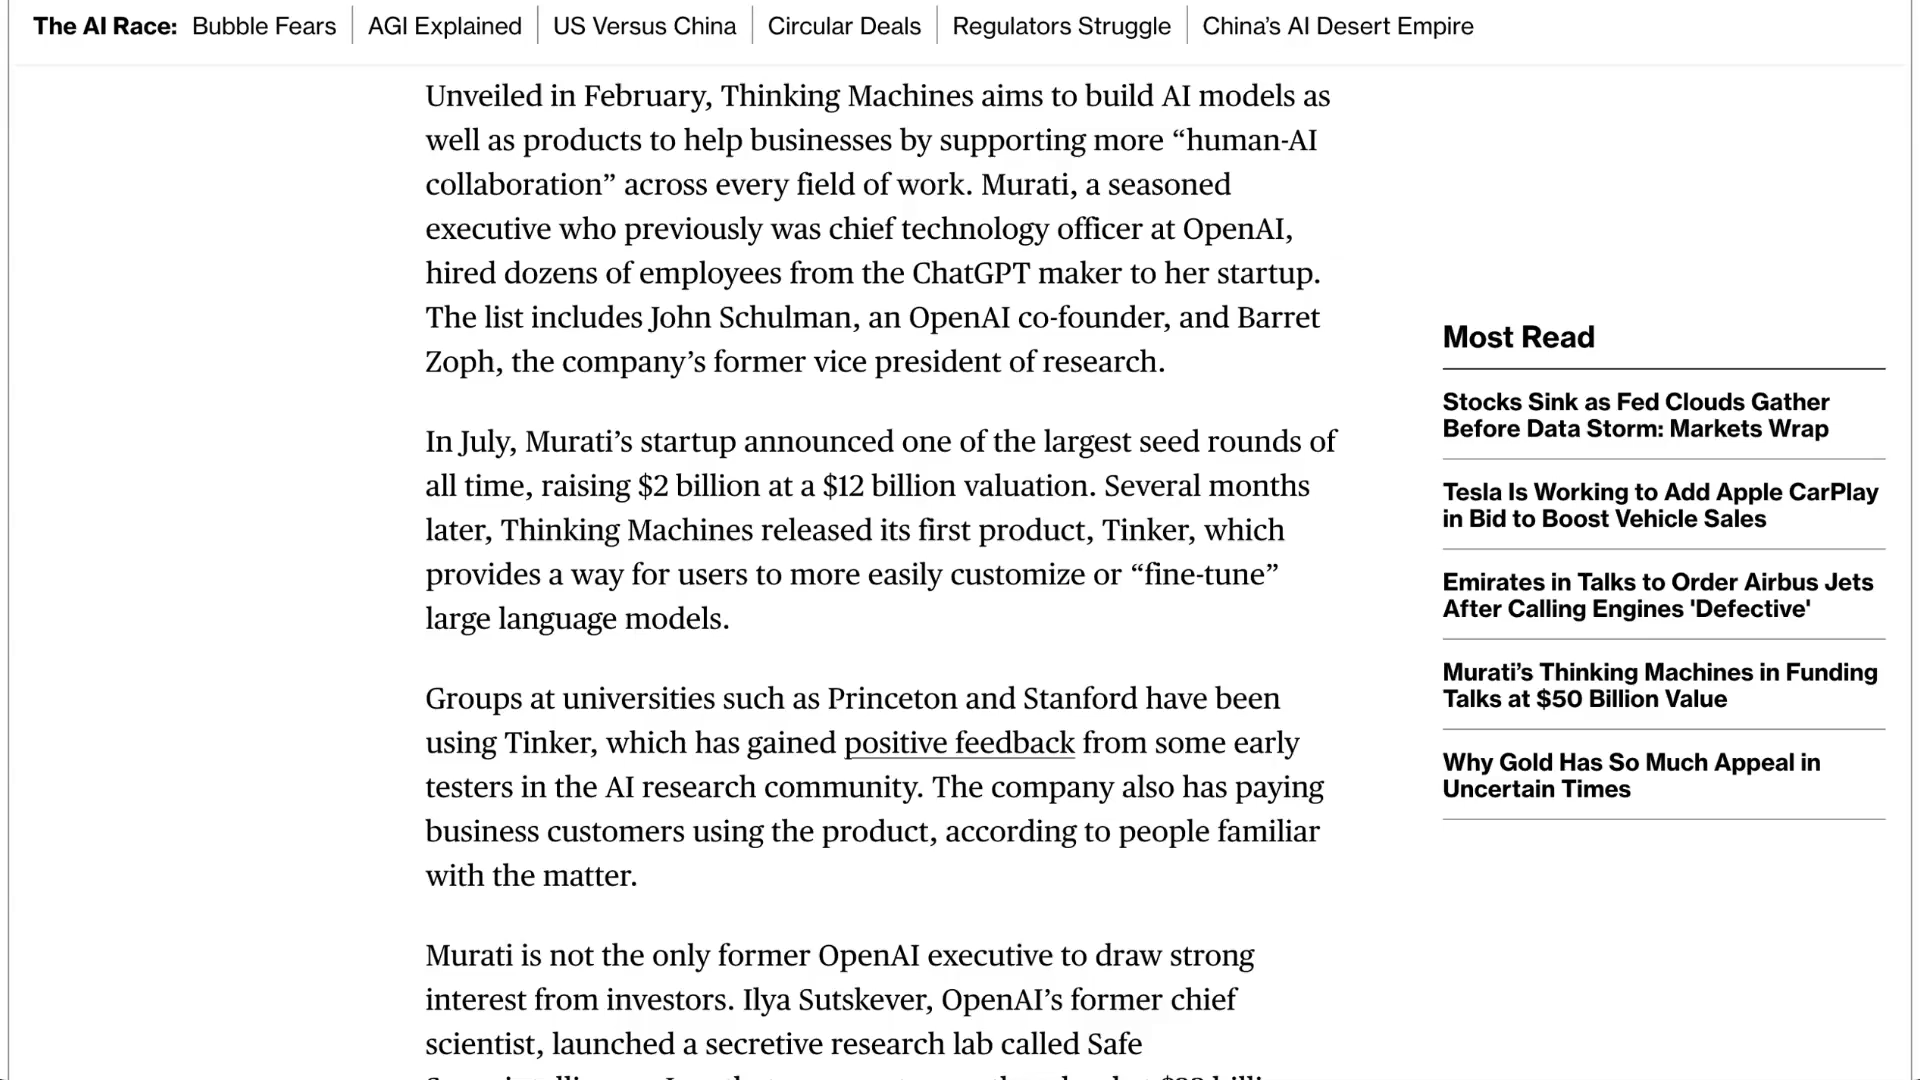 The AI Race: Bubble Fears AGI Explained US Versus China Circular Deals Regulators Struggle China’s AI Desert Empire
Unveiled in February, Thinking Machines aims to build AI models as
well as products to help businesses by supporting more “human-AI
collaboration” across every field of work. Murati, a seasoned
executive who previously was chief technology officer at OpenAI,
hired dozens of employees from the ChatGPT maker to her startup.
The list includes John Schulman, an OpenAI co-founder, and Barret
Zoph, the company’s former vice president of research.
In July, Murati’s startup announced one of the largest seed rounds of
all time, raising $2 billion at a $12 billion valuation. Several months
later, Thinking Machines released its first product, Tinker, which
provides a way for users to more easily customize or “fine-tune”
large language models.
Groups at universities such as Princeton and Stanford have been
using Tinker, which has gained positive feedback from some early
testers in the AI research community. The company also has paying
business customers using the product, according to people familiar
with the matter.
Murati is not the only former OpenAI executive to draw strong
interest from investors. Ilya Sutskever, OpenAI’s former chief
scientist, launched a secretive research lab called Safe
Most Read
Stocks Sink as Fed Clouds Gather
Before Data Storm: Markets Wrap
Tesla Is Working to Add Apple CarPlay
in Bid to Boost Vehicle Sales
Emirates in Talks to Order Airbus Jets
After Calling Engines 'Defective'
Murati’s Thinking Machines in Funding
Talks at $50 Billion Value
Why Gold Has So Much Appeal in
Uncertain Times